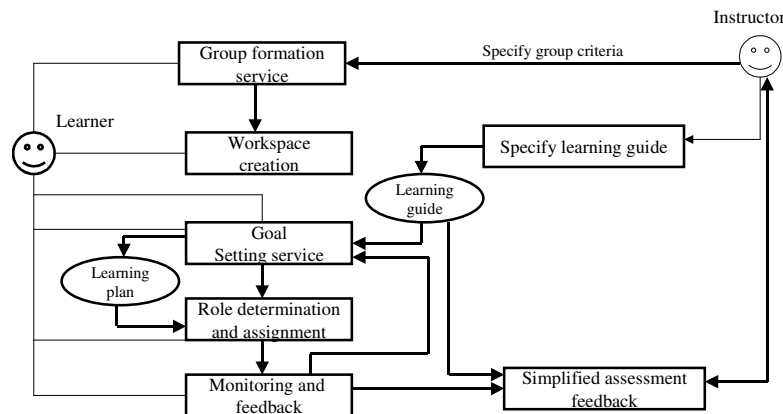 Instructor
Group formation
service
Specify group criteria
Learner
Workspace
creation
Specify learning guide
Learning
guide
Goal
Setting service
Learning
plan
Role determination
and assignment
Monitoring and
feedback
Simplified assessment
feedback